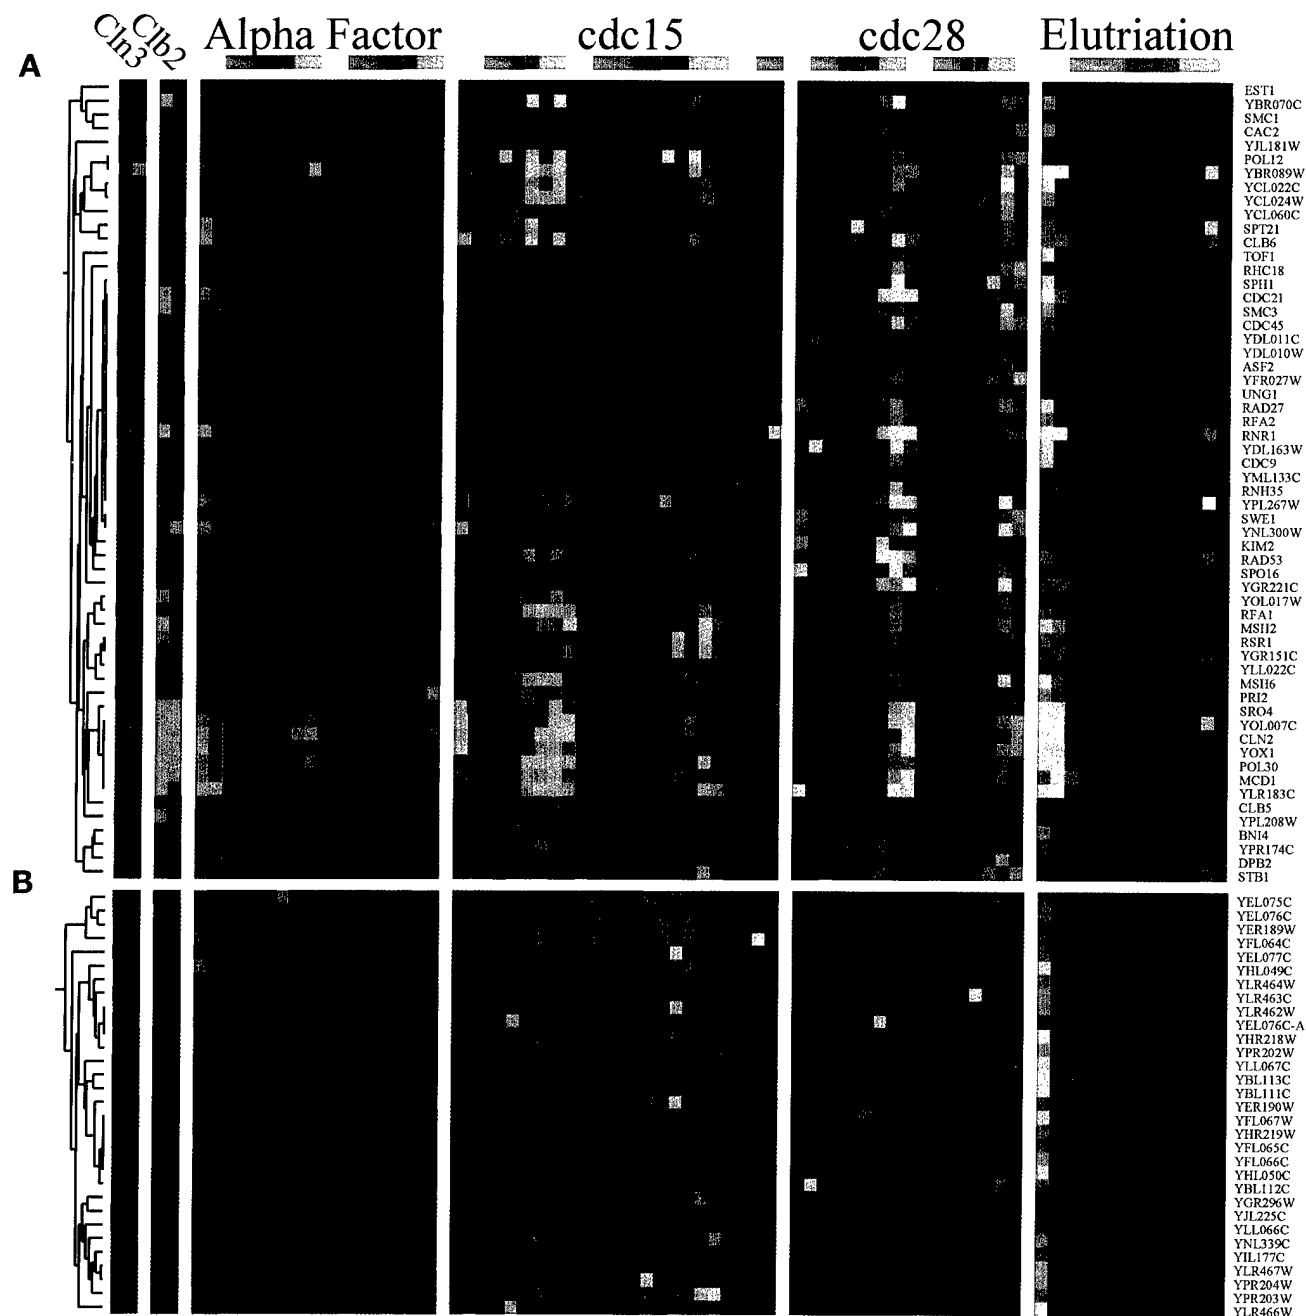 Cln3
Clb2
Alpha Factor
cdc15
cdc28
Elutriation
A
EST1
YBR070C
SMC1
CAC2
YJL181W
POL12
YBR089W
YCL022C
YCL024W
YCL060C
SPT21
CLB6
TOF1
RHC18
SPH1
CDC21
SMC3
CDC45
YDL011C
YDL010W
ASF2
YFR027W
UNG1
RAD27
RFA2
RNR1
YDL163W
CDC9
YML133C
RNH35
YPL267W
SWE1
YNL300W
KIM2
RAD53
SPO16
YGR221C
YOL017W
RFA1
MSH2
RSR1
YGR151C
YLL022C
MSH6
PRI2
SRO4
YOL007C
CLN2
YOX1
POL30
MCD1
YLR183C
CLB5
YPL208W
BNI4
YPR174C
DPB2
STB1
B
YEL075C
YEL076C
YER189W
YFL064C
YEL077C
YHL049C
YLR464W
YLR463C
YLR462W
YEL076C-A
YHR218W
YPR202W
YLL067C
YBL113C
YBL111C
YER190W
YFL067W
YHR219W
YFL065C
YFL066C
YHL050C
YBL112C
YGR296W
YJL225C
YLL066C
YNL339C
YIL177C
YLR467W
YPR204W
YPR203W
YLR466W